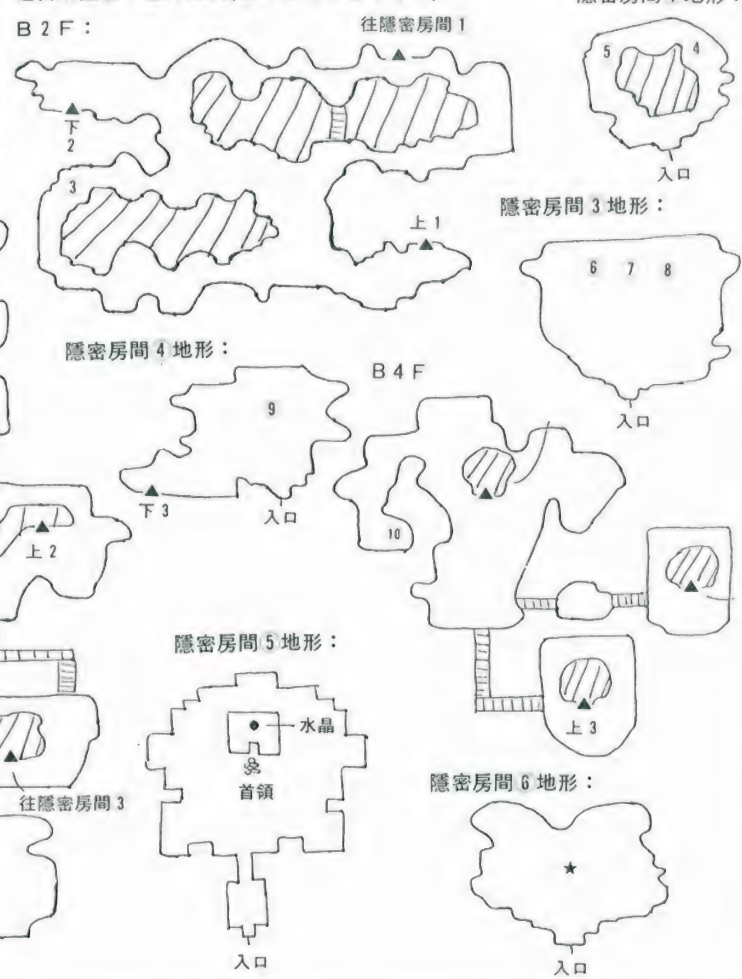 B2F：
往隱密房間1
下
2
3
上1
5
4
入口
隱密房間3地形：
6 7 8
入口
隱密房間4地形：
9
下3
入口
B4F
10
上2
上3
往隱密房間3
隱密房間5地形：
水晶
首領
入口
隱密房間6地形：
★
入口